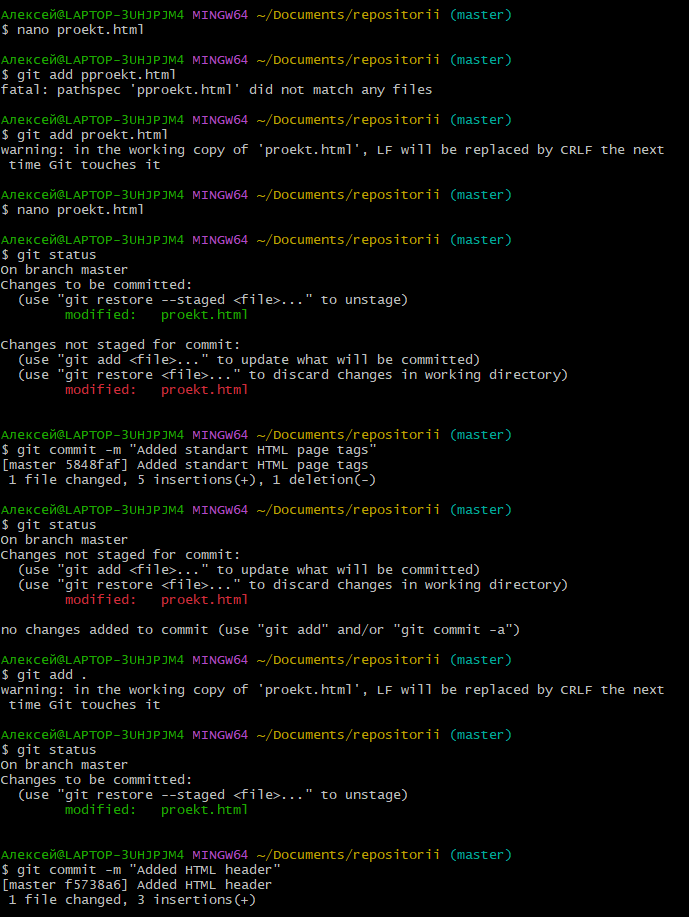 Алексей@LAPTOP-3UHJPJM4 MINGW64 ~/Documents/repositorii (master)
$ nano proekt.html
Алексей@LAPTOP-3UHJPJM4 MINGW64 ~/Documents/repositorii (master)
$ git add pproekt.html
fatal: pathspec 'pproekt.html' did not match any files
Алексей@LAPTOP-3UHJPJM4 MINGW64 ~/Documents/repositorii (master)
$ git add proekt.html
warning: in the working copy of 'proekt.html', LF will be replaced by CRLF the next
 time Git touches it
Алексей@LAPTOP-3UHJPJM4 MINGW64 ~/Documents/repositorii (master)
$ nano proekt.html
Алексей@LAPTOP-3UHJPJM4 MINGW64 ~/Documents/repositorii (master)
$ git status
On branch master
Changes to be committed:
  (use "git restore --staged <file>..." to unstage)
        modified:   proekt.html
Changes not staged for commit:
  (use "git add <file>..." to update what will be committed)
  (use "git restore <file>..." to discard changes in working directory)
        modified:   proekt.html
Алексей@LAPTOP-3UHJPJM4 MINGW64 ~/Documents/repositorii (master)
$ git commit -m "Added standart HTML page tags"
[master 5848faf] Added standart HTML page tags
 1 file changed, 5 insertions(+), 1 deletion(-)
Алексей@LAPTOP-3UHJPJM4 MINGW64 ~/Documents/repositorii (master)
$ git status
On branch master
Changes not staged for commit:
  (use "git add <file>..." to update what will be committed)
  (use "git restore <file>..." to discard changes in working directory)
        modified:   proekt.html
no changes added to commit (use "git add" and/or "git commit -a")
Алексей@LAPTOP-3UHJPJM4 MINGW64 ~/Documents/repositorii (master)
$ git add .
warning: in the working copy of 'proekt.html', LF will be replaced by CRLF the next
 time Git touches it
Алексей@LAPTOP-3UHJPJM4 MINGW64 ~/Documents/repositorii (master)
$ git status
On branch master
Changes to be committed:
  (use "git restore --staged <file>..." to unstage)
        modified:   proekt.html
Алексей@LAPTOP-3UHJPJM4 MINGW64 ~/Documents/repositorii (master)
$ git commit -m "Added HTML header"
[master f5738a6] Added HTML header
 1 file changed, 3 insertions(+)